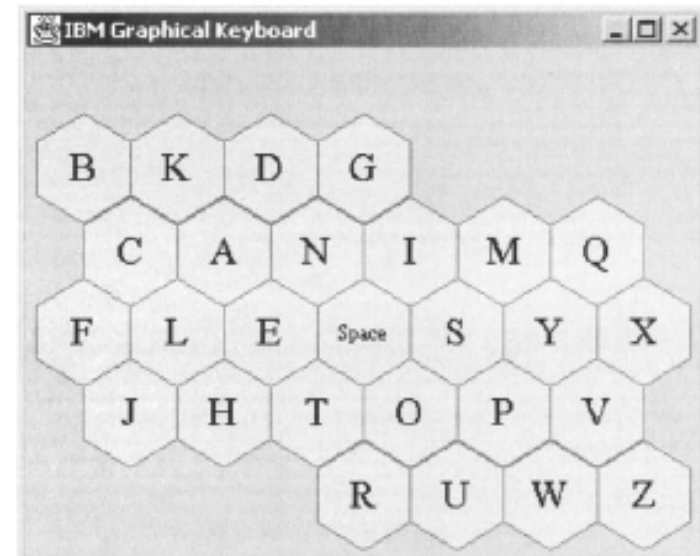 IBM Graphical Keyboard
B K D G
C A N I M Q
F L E Space S Y X
J H T O P V
R U W Z